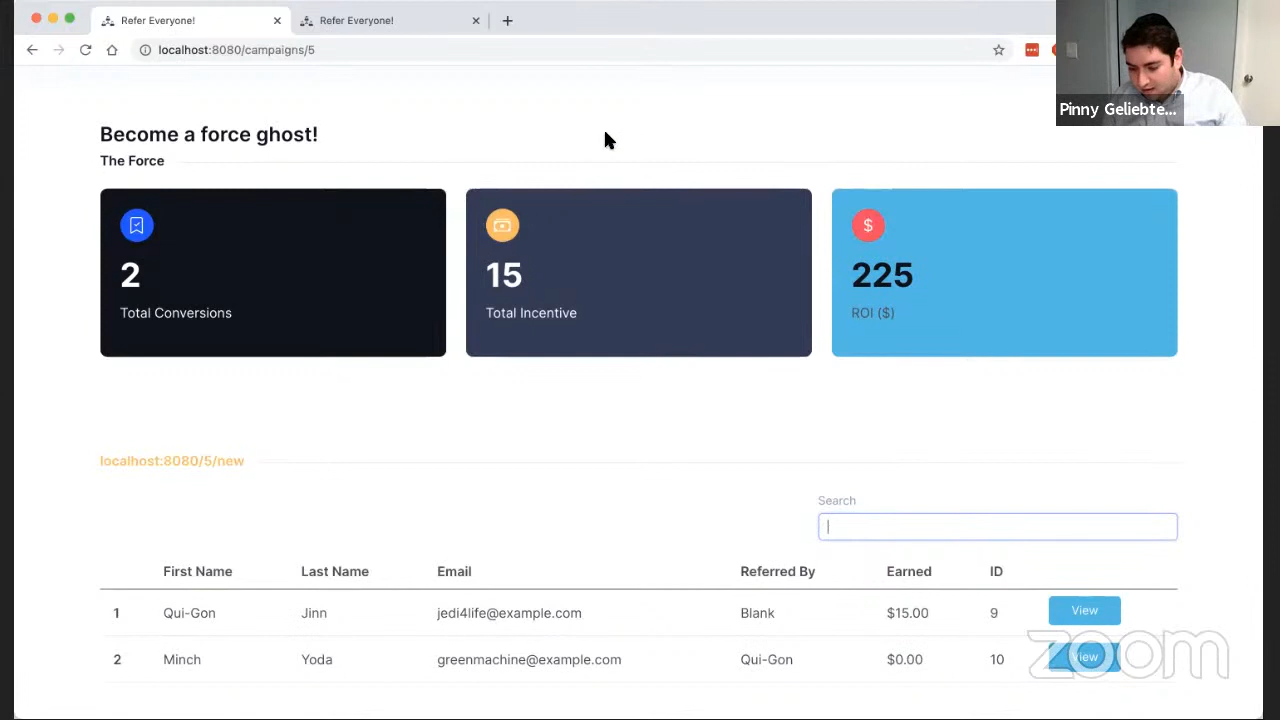 Refer Everyone!
Refer Everyone!
localhost:8080/campaigns/5
Pinny Geliebte...
Become a force ghost!
The Force
2
Total Conversions
15
Total Incentive
$
225
ROI ($)
localhost:8080/5/new
Search
First Name Last Name Email Referred By Earned ID
1 Qui-Gon Jinn jedi4life@example.com Blank $15.00 9 View
2 Minch Yoda greenmachine@example.com Qui-Gon $0.00 10 View
zoom